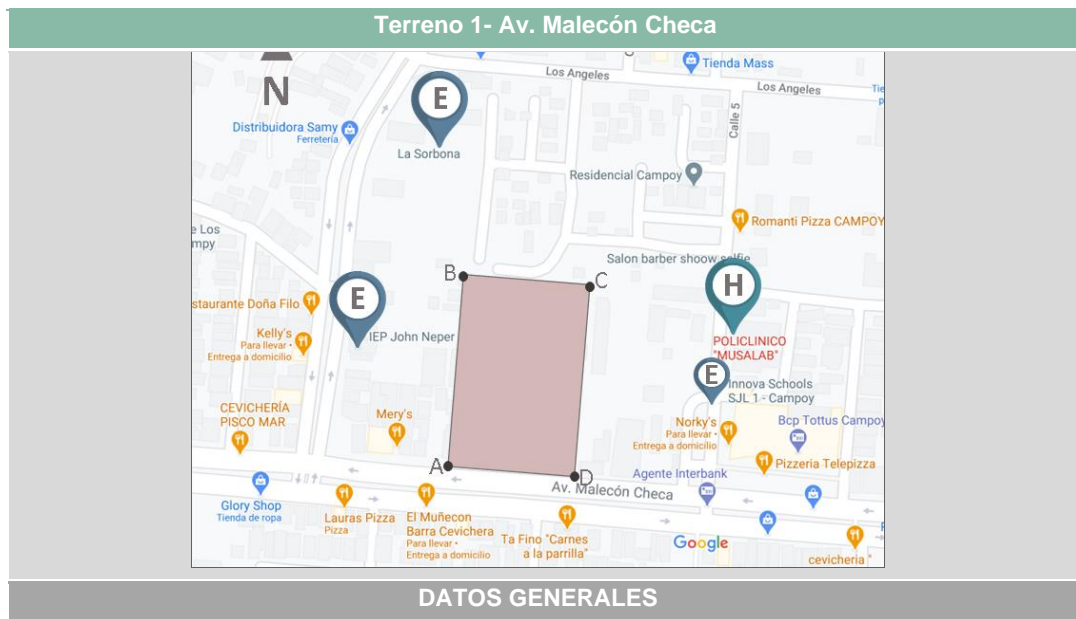 Terreno 1- Av. Malecón Checa
N
E
Los Angeles
Tienda Mass
Los Angeles
Distribuidora Samy
Ferretería
La Sorbona
Calle 5
Residencial Campoy
Romanti Pizza CAMPOY
e Los
mpy
Salon barber shoow selfie
B
C
E
H
staurante Doña Filo
IEP John Neper
Kelly's
Para llevar •
Entrega a domicilio
POLICLINICO
"MUSALAB"
E
Innova Schools
SJL 1 - Campoy
CEVICHERÍA
PISCO MAR
Mery's
Norky's
Para llevar •
Entrega a domicilio
Bcp Tottus Campoy
Pizzeria Telepizza
A
D
Agente Interbank
Av. Malecón Checa
Glory Shop
Tienda de ropa
Lauras Pizza
Pizza
El Muñecon
Barra Cevichera
Para llevar •
Entrega a domicilio
Ta Fino "Carnes
a la parrilla"
Google
cevicheria "
DATOS GENERALES